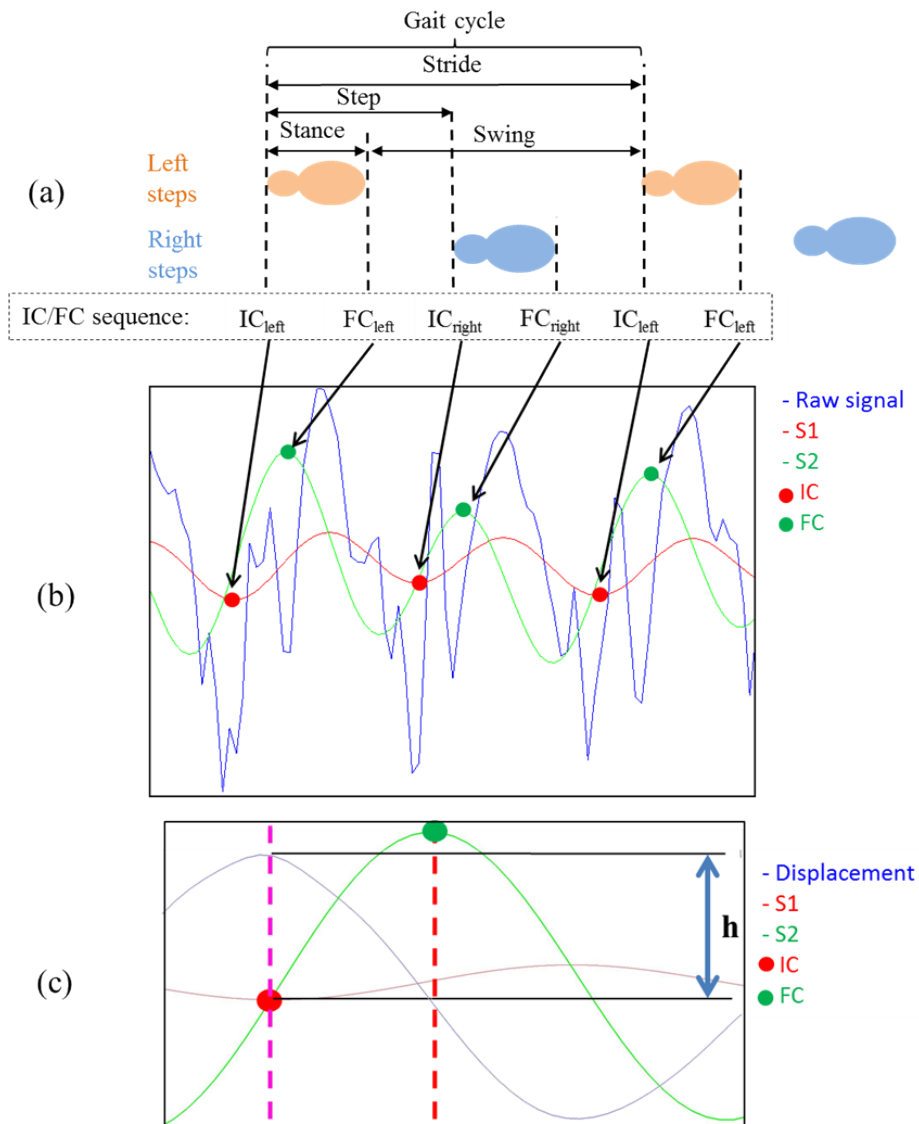 Gait cycle
Stride
Step
Stance
Swing
(a)
Left
steps
Right
steps
IC/FC sequence: IC_left FC_left IC_right FC_right IC_left FC_left
(b)
- Raw signal
- S1
- S2
IC
FC
(c)
h
- Displacement
- S1
- S2
IC
FC